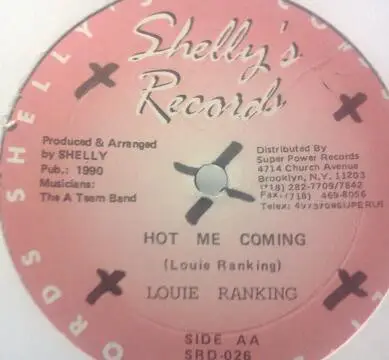 Shelly's
Records
Produced & Arranged
by SHELLY
Pub.: 1990
Musicians:
The A Team Band
Distributed By
Super Power Records
4714 Church Avenue
Brooklyn, N.Y. 11203
(718) 282-7709/7842
Fax: (718) 469-8056
HOT ME COMING
(Louie Ranking)
LOUIE RANKING
SIDE AA
SRD-026